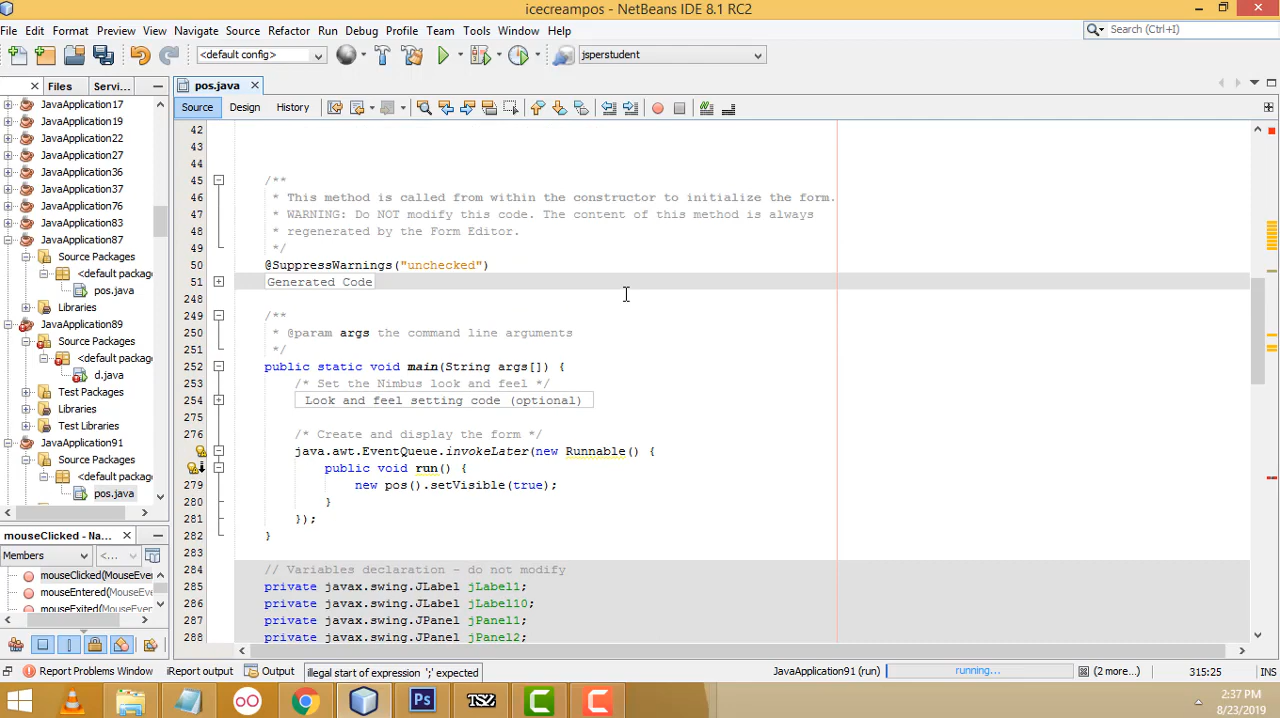 icecreampos - NetBeans IDE 8.1 RC2
File Edit Format Preview View Navigate Source Refactor Run Debug Profile Team Tools Window Help
Search (Ctrl+I)
<default config>
jsperstudent
Files Servi...
pos.java
Source Design History
JavaApplication17
JavaApplication19
JavaApplication22
JavaApplication27
JavaApplication36
JavaApplication37
JavaApplication76
JavaApplication83
JavaApplication87
Source Packages
<default packag
pos.java
Libraries
JavaApplication89
Source Packages
<default packag
d.java
Test Packages
Libraries
Test Libraries
JavaApplication91
Source Packages
<default packag
pos.java
mouseClicked - Na...
Members <...
mouseClicked(MouseEver
mouseEntered(MouseEve
mouseExited(MouseEven
42
43
44
45 /**
46 * This method is called from within the constructor to initialize the form.
47 * WARNING: Do NOT modify this code. The content of this method is always
48 * regenerated by the Form Editor.
49 */
50 @SuppressWarnings("unchecked")
51 Generated Code
248
249 /**
250 * @param args the command line arguments
251 */
252 public static void main(String args[]) {
253 /* Set the Nimbus look and feel */
254 Look and feel setting code (optional)
275
276 /* Create and display the form */
java.awt.EventQueue.invokeLater(new Runnable() {
public void run() {
279 new pos().setVisible(true);
280 }
281 });
282 }
283
284 // Variables declaration - do not modify
285 private javax.swing.JLabel jLabel1;
286 private javax.swing.JLabel jLabel10;
287 private javax.swing.JPanel jPanel1;
288 private javax.swing.JPanel jPanel2;
Report Problems Window iReport output Output illegal start of expression ';' expected JavaApplication91 (run) running... (2 more...) 315:25 INS
Ps TSZ
2:37 PM
8/23/2019